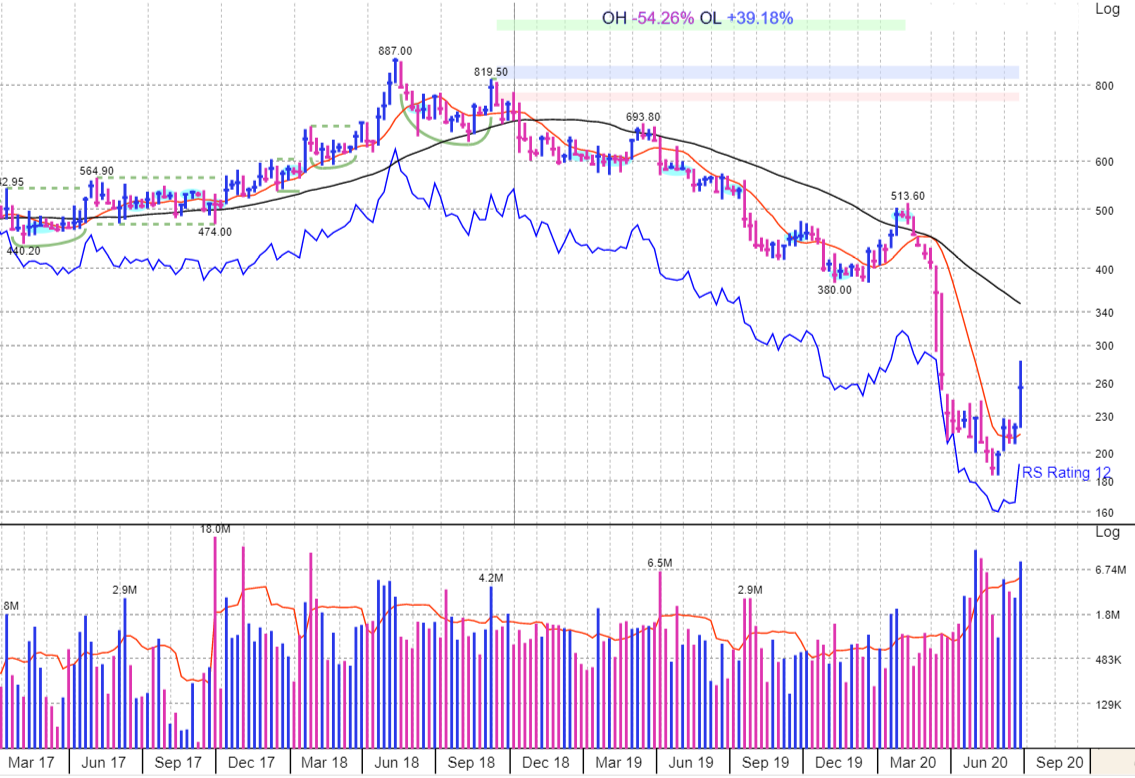 Log
OH -54.26% OL +39.18%
887.00
819.50
800
693.80
600
564.90
513.60
500
474.00
440.20
400
380.00
340
300
260
230
200
RS Rating 12
180
160
Log
18.0M
6.74M
6.5M
4.2M
2.9M
2.9M
1.8M
483K
129K
Mar 17 Jun 17 Sep 17 Dec 17 Mar 18 Jun 18 Sep 18 Dec 18 Mar 19 Jun 19 Sep 19 Dec 19 Mar 20 Jun 20 Sep 20